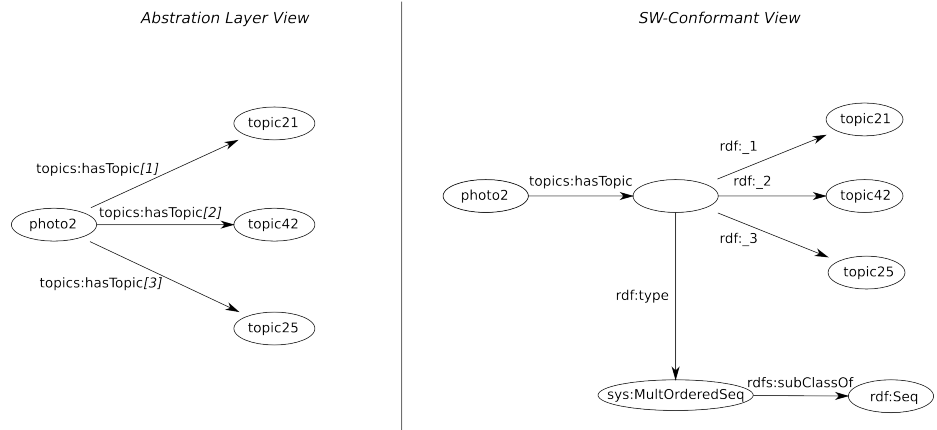 Abstration Layer View
topic21
topics:hasTopic[1]
topics:hasTopic[2]
photo2
topic42
topics:hasTopic[3]
topic25
SW-Conformant View
topic21
rdf:_1
topics:hasTopic
rdf:_2
photo2
topic42
rdf:_3
topic25
rdf:type
rdfs:subClassOf
sys:MultOrderedSeq
rdf:Seq